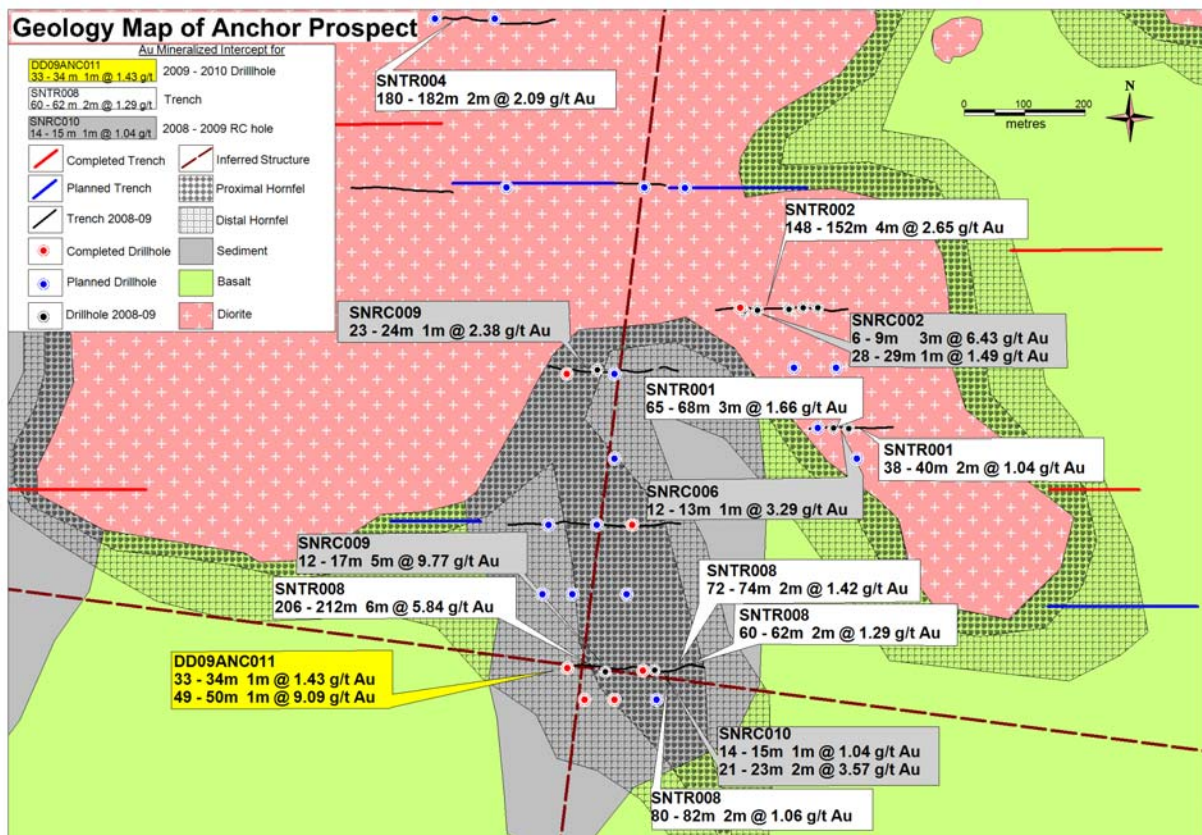 Geology Map of Anchor Prospect
Au Mineralized Intercept for
DD09ANC011
33 - 34 m 1m @ 1.43 g/t
2009 - 2010 Drilllhole
SNTR008
60 - 62 m 2m @ 1.29 g/t
Trench
SNRC010
14 - 15 m 1m @ 1.04 g/t
2008 - 2009 RC hole
Completed Trench
Inferred Structure
Planned Trench
Proximal Hornfel
Trench 2008-09
Distal Hornfel
Completed Drillhole
Sediment
Planned Drillhole
Basalt
Drillhole 2008-09
Diorite
SNTR004
180 - 182m 2m @ 2.09 g/t Au
N
0 100 200
metres
SNTR002
148 - 152m 4m @ 2.65 g/t Au
SNRC009
23 - 24m 1m @ 2.38 g/t Au
SNRC002
6 - 9m 3m @ 6.43 g/t Au
28 - 29m 1m @ 1.49 g/t Au
SNTR001
65 - 68m 3m @ 1.66 g/t Au
SNTR001
38 - 40m 2m @ 1.04 g/t Au
SNRC006
12 - 13m 1m @ 3.29 g/t Au
SNRC009
12 - 17m 5m @ 9.77 g/t Au
SNTR008
206 - 212m 6m @ 5.84 g/t Au
SNTR008
72 - 74m 2m @ 1.42 g/t Au
SNTR008
60 - 62m 2m @ 1.29 g/t Au
DD09ANC011
33 - 34m 1m @ 1.43 g/t Au
49 - 50m 1m @ 9.09 g/t Au
SNRC010
14 - 15m 1m @ 1.04 g/t Au
21 - 23m 2m @ 3.57 g/t Au
SNTR008
80 - 82m 2m @ 1.06 g/t Au